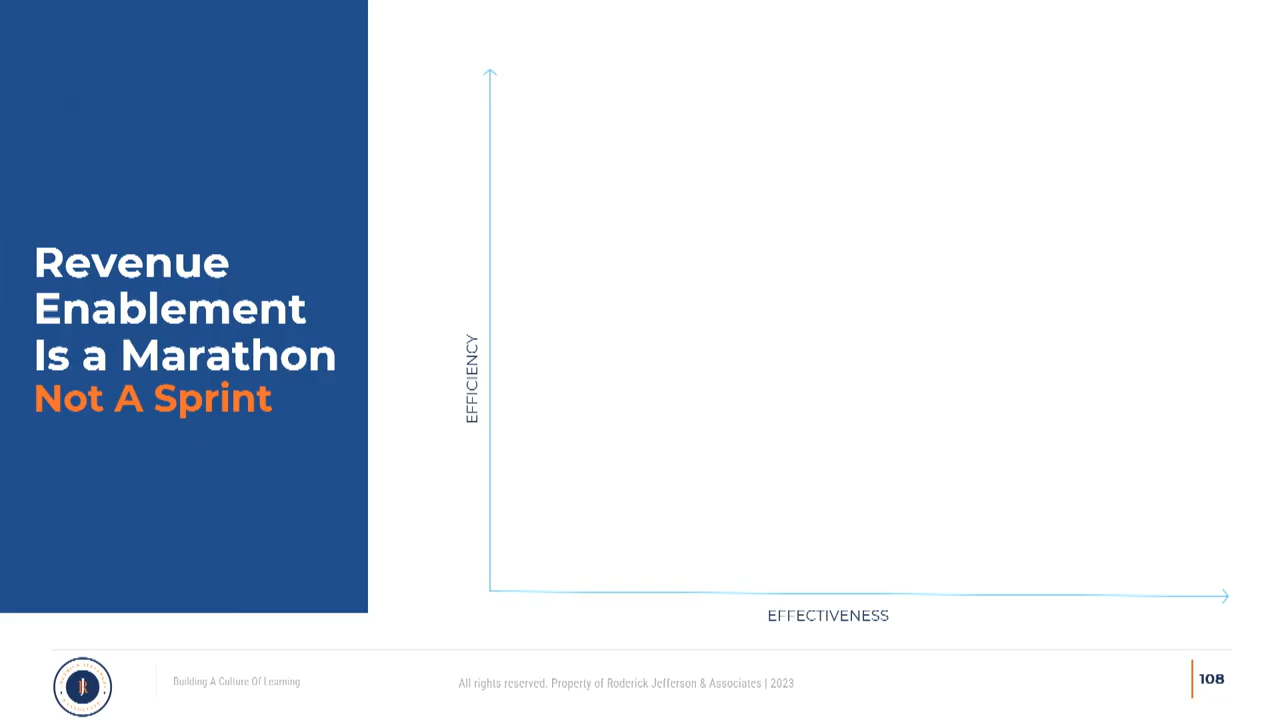 Revenue
Enablement
Is a Marathon
Not A Sprint
EFFICIENCY
EFFECTIVENESS
Building A Culture Of Learning
All rights reserved. Property of Roderick Jefferson & Associates | 2023
108